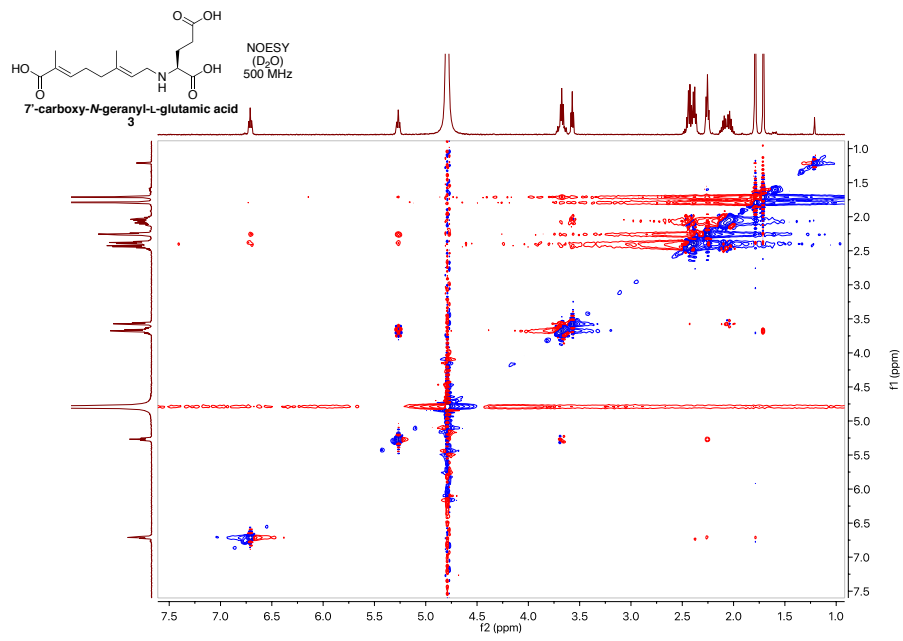 OH
O
HO
O
N
H
O
OH
7'-carboxy-N-geranyl-L-glutamic acid
3
NOESY
(D₂O)
500 MHz
1.0
1.5
2.0
2.5
3.0
3.5
4.0
4.5
5.0
5.5
6.0
6.5
7.0
7.5
f1 (ppm)
7.5 7.0 6.5 6.0 5.5 5.0 4.5 4.0 3.5 3.0 2.5 2.0 1.5 1.0
f2 (ppm)